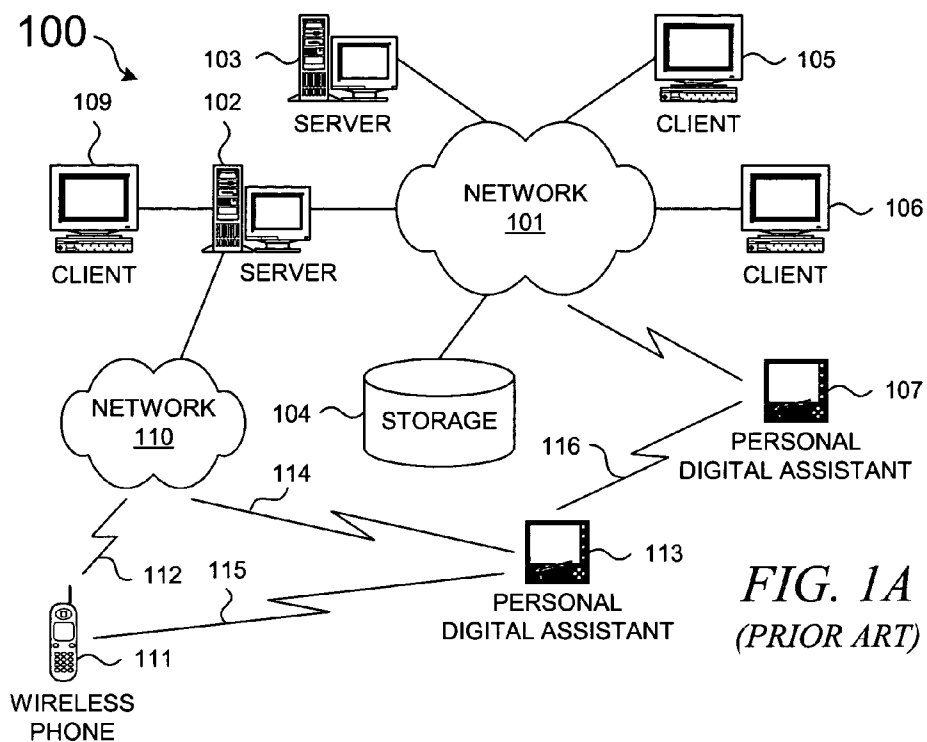 100
103
SERVER
105
CLIENT
109
CLIENT
102
SERVER
NETWORK
101
106
CLIENT
NETWORK
110
104
STORAGE
107
PERSONAL
DIGITAL ASSISTANT
116
114
113
PERSONAL
DIGITAL ASSISTANT
112
115
111
WIRELESS
PHONE
FIG. 1A
(PRIOR ART)